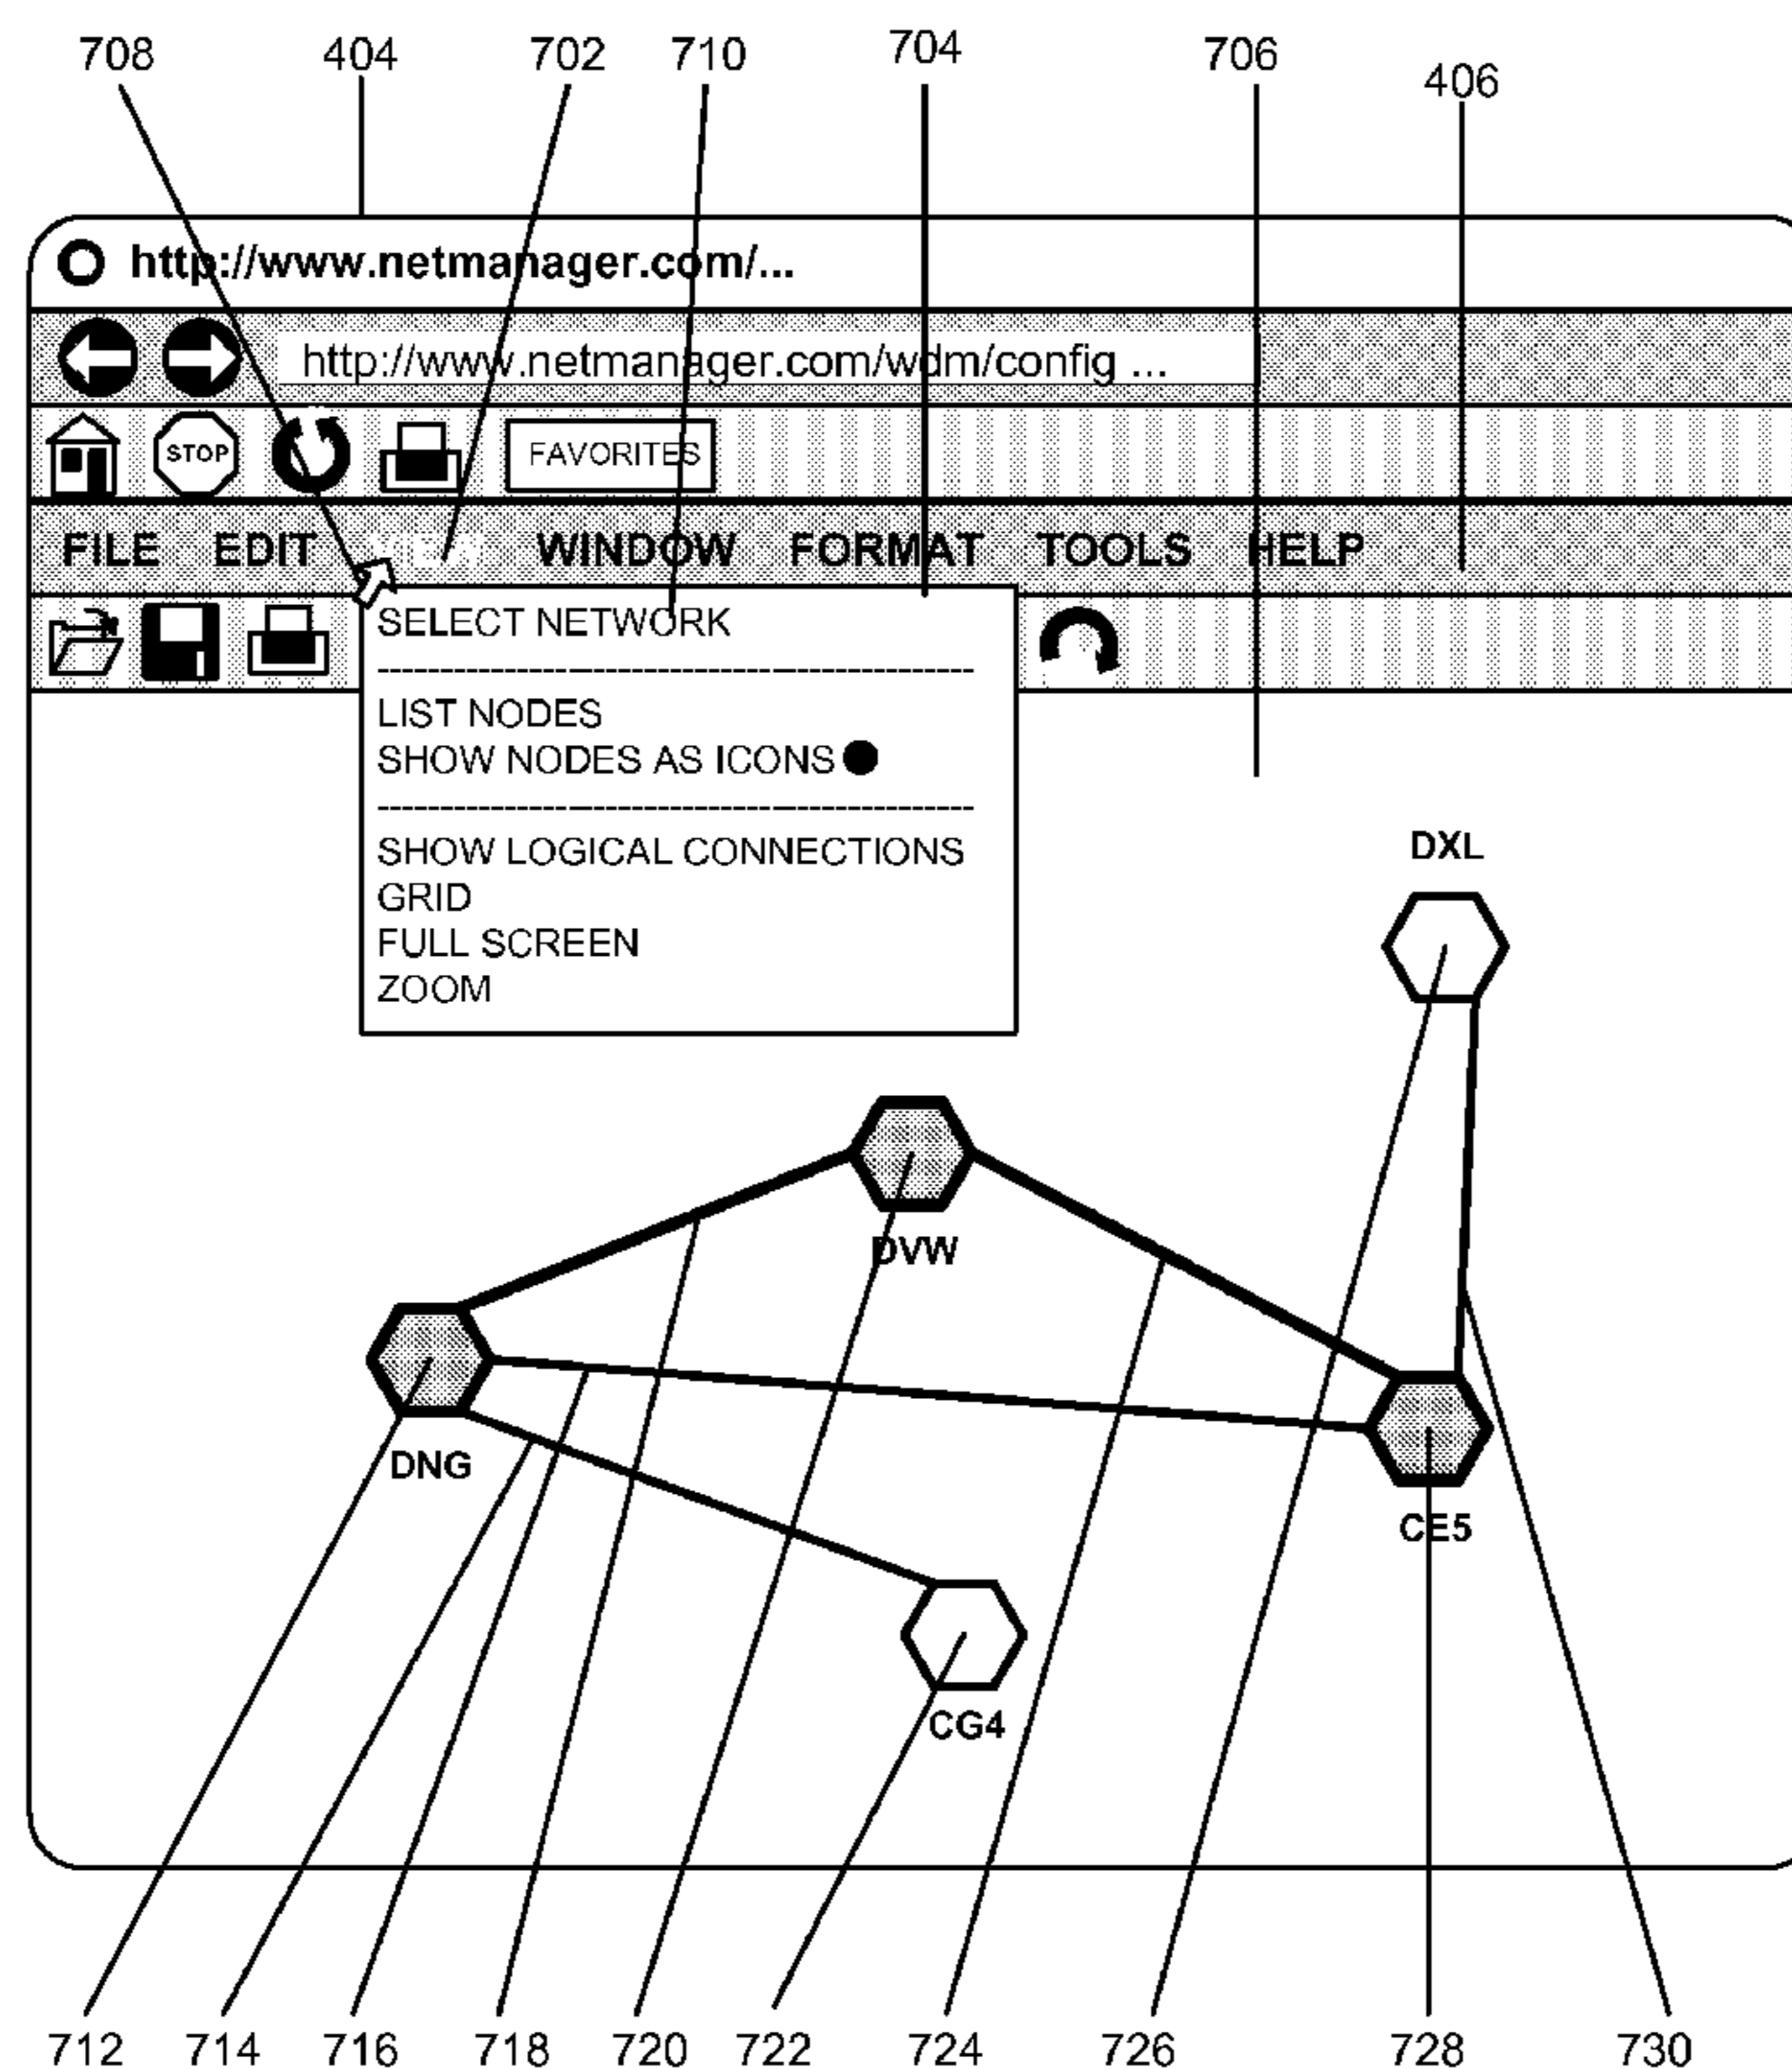 708 404 702 710 704 706 406
http://www.netmanager.com/...
http://www.netmanager.com/wdm/config ...
STOP FAVORITES
FILE EDIT VIEW WINDOW FORMAT TOOLS HELP
SELECT NETWORK
LIST NODES
SHOW NODES AS ICONS
SHOW LOGICAL CONNECTIONS
GRID
FULL SCREEN
ZOOM
DXL
DVW
DNG
CE5
CG4
712 714 716 718 720 722 724 726 728 730